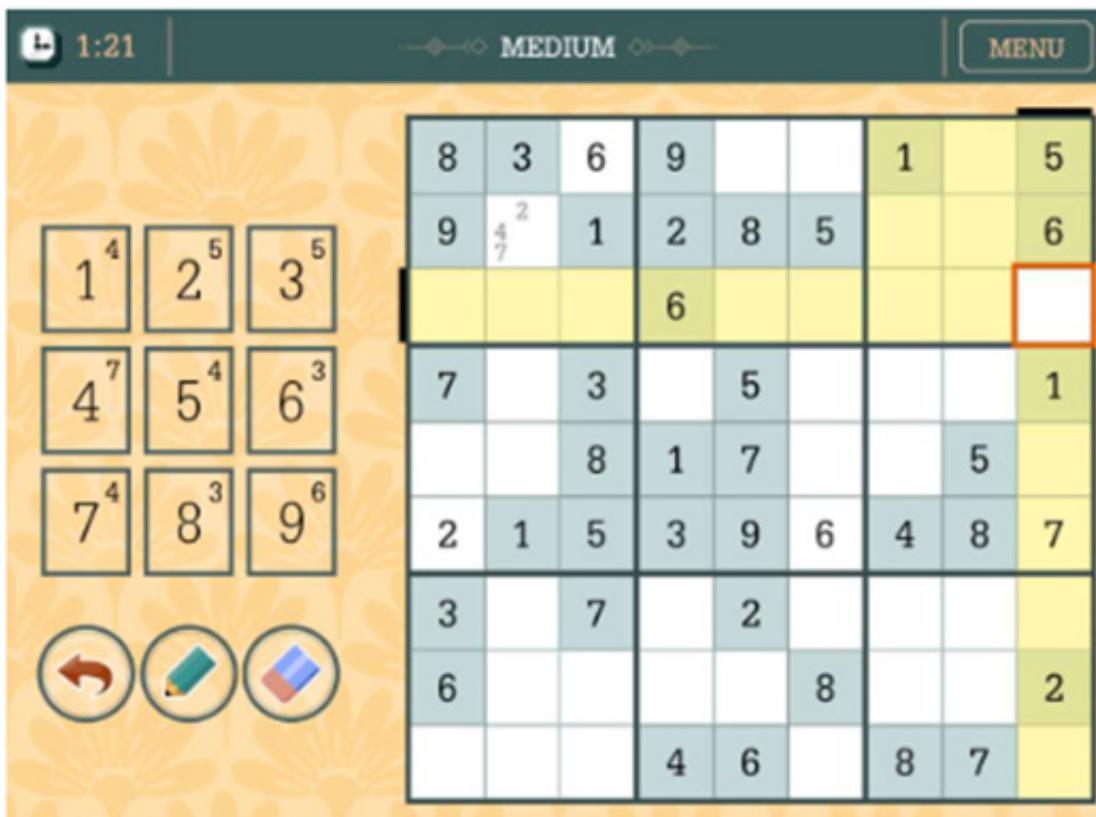 1:21 MEDIUM MENU
8 3 6 9 1 5
2
9 4 1 2 8 5 6
7
6
7 3 5 1
8 1 7 5
2 1 5 3 9 6 4 8 7
3 7 2
6 8 2
4 6 8 7
1 4 2 5 3 5
4 7 5 4 6 3
7 4 8 3 9 6